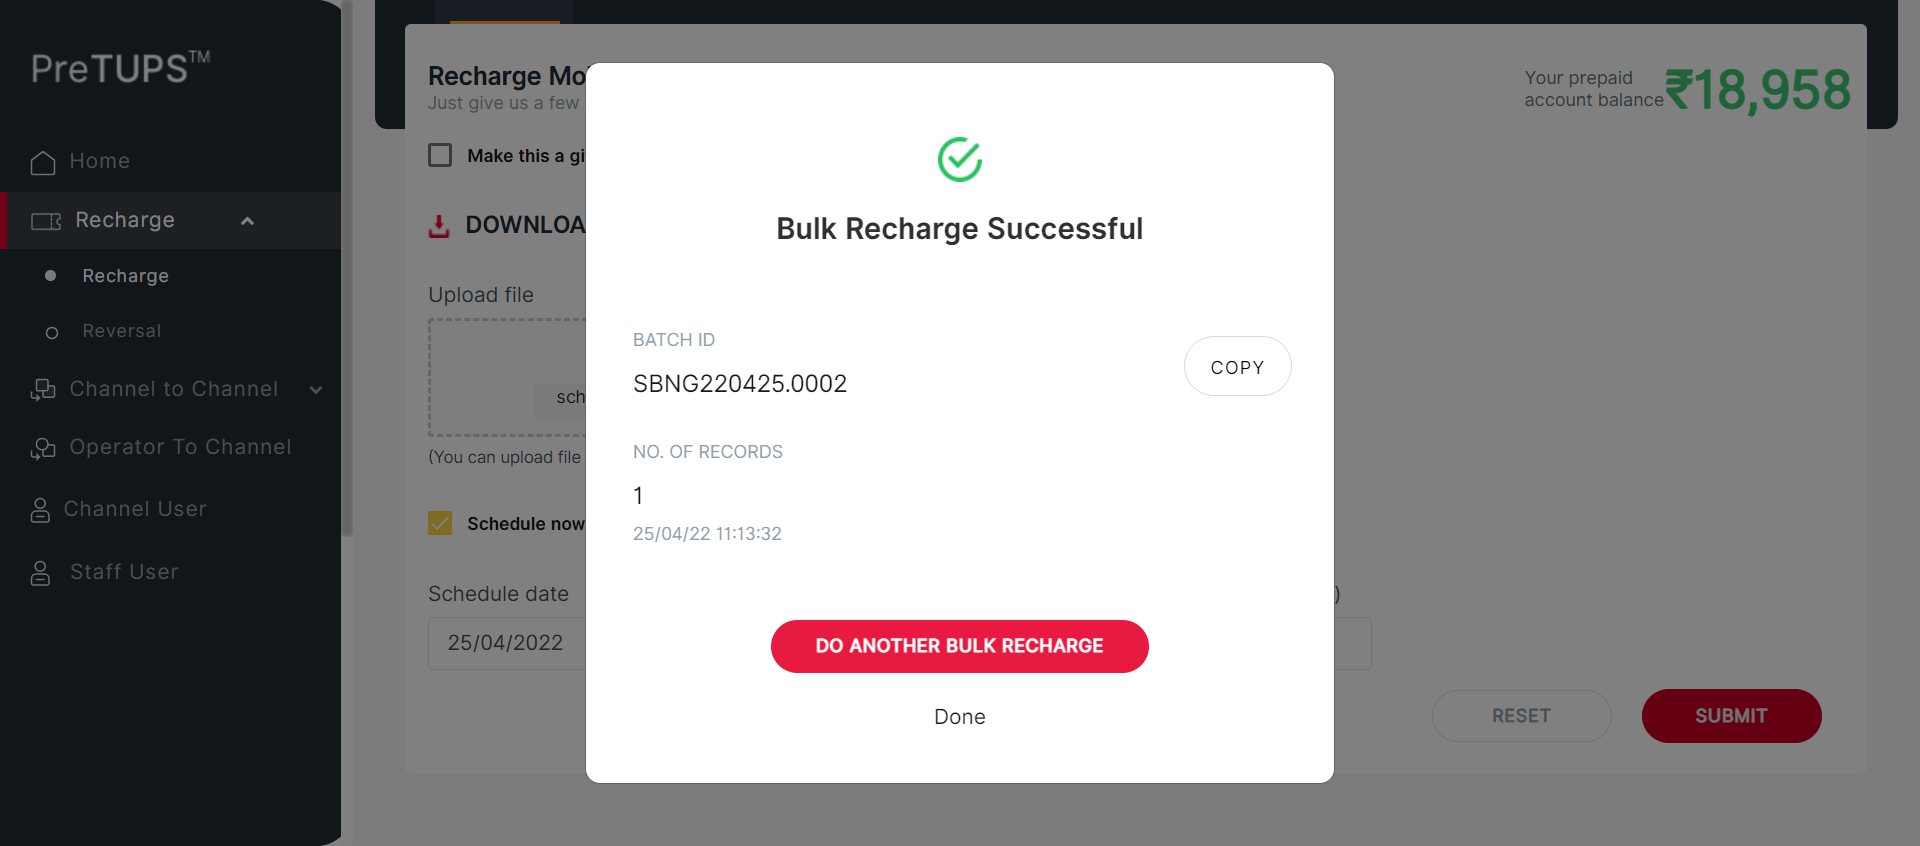 PreTUPS™
Home
Recharge
Recharge
Reversal
Channel to Channel
Operator To Channel
Channel User
Staff User
Recharge Mo
Just give us a few
Your prepaid
account balance
₹18,958
Make this a gi
DOWNLOA
Upload file
sch
(You can upload file
Schedule now
Schedule date
)
25/04/2022
RESET
SUBMIT
Bulk Recharge Successful
BATCH ID
SBNG220425.0002
COPY
NO. OF RECORDS
1
25/04/22 11:13:32
DO ANOTHER BULK RECHARGE
Done